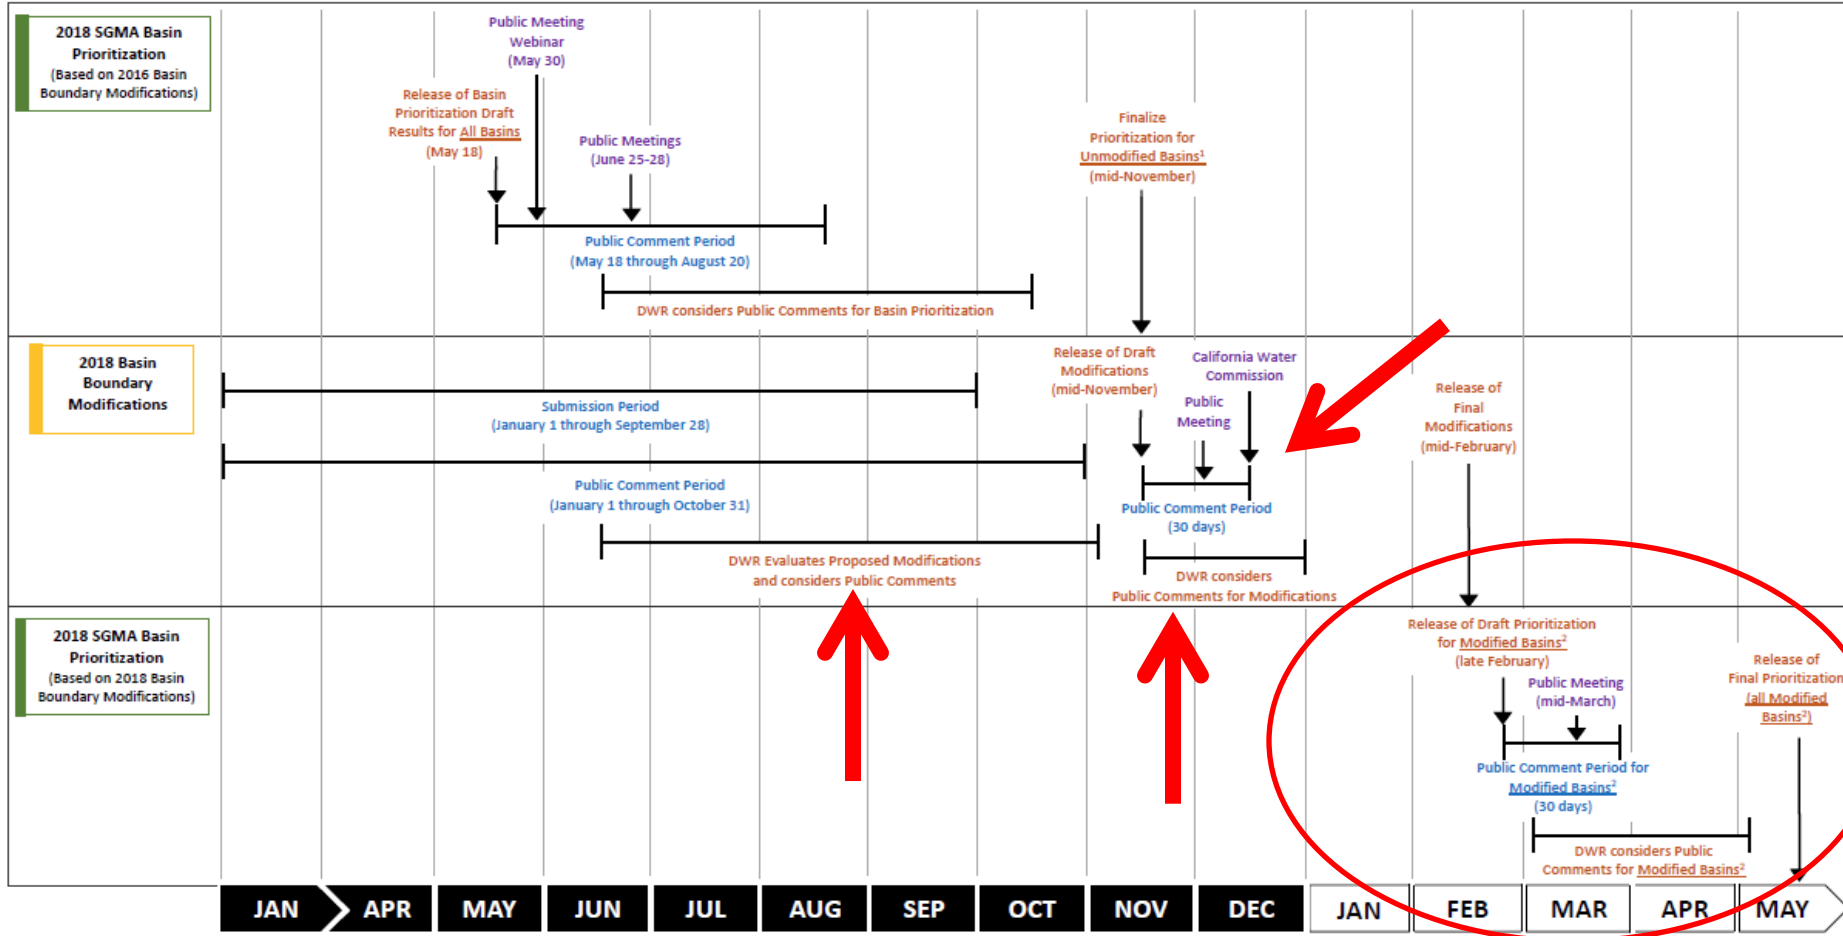 2018 SGMA Basin
Prioritization
(Based on 2016 Basin
Boundary Modifications)
Public Meeting
Webinar
(May 30)
Release of Basin
Prioritization Draft
Results for All Basins
(May 18)
Public Meetings
(June 25-28)
Finalize
Prioritization for
Unmodified Basins¹
(mid-November)
Public Comment Period
(May 18 through August 20)
DWR considers Public Comments for Basin Prioritization
2018 Basin
Boundary
Modifications
Submission Period
(January 1 through September 28)
Public Comment Period
(January 1 through October 31)
DWR Evaluates Proposed Modifications
and considers Public Comments
Release of Draft
Modifications
(mid-November)
California Water
Commission
Public
Meeting
Public Comment Period
(30 days)
DWR considers
Public Comments for Modifications
Release of
Final
Modifications
(mid-February)
2018 SGMA Basin
Prioritization
(Based on 2018 Basin
Boundary Modifications)
Release of Draft Prioritization
for Modified Basins²
(late February)
Public Meeting
(mid-March)
Release of
Final Prioritization
(all Modified
Basins²)
Public Comment Period for
Modified Basins²
(30 days)
DWR considers Public
Comments for Modified Basins²
JAN APR MAY JUN JUL AUG SEP OCT NOV DEC JAN FEB MAR APR MAY